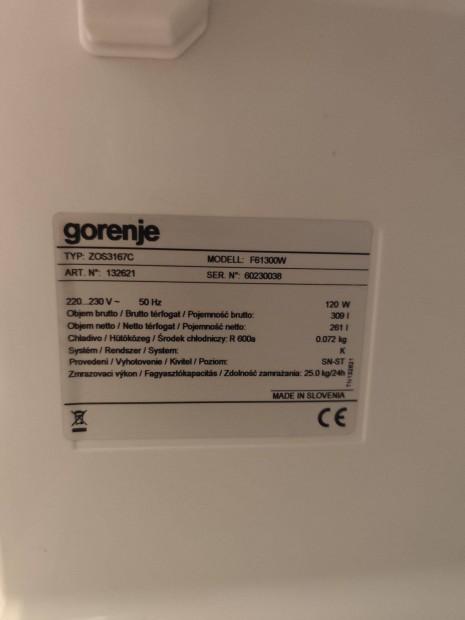 gorenje
TYP: ZOS3167C MODELL: F61300W
ART. N°: 132621 SER. N°: 60230038
220...230 V ~ 50 Hz 120 W
Objem brutto / Brutto térfogat / Pojemność brutto: 309 l
Objem netto / Netto térfogat / Pojemność netto: 261 l
Chladivo / Hűtőközeg / Środek chłodniczy: R 600a 0.072 kg
Systém / Rendszer / System: K
Provedení / Vyhotovenie / Kivitel / Poziom: SN-ST
Zmrazovací výkon / Fagyasztókapacitás / Zdolność zamrażania: 25.0 kg/24h
TN132621
MADE IN SLOVENIA
CE